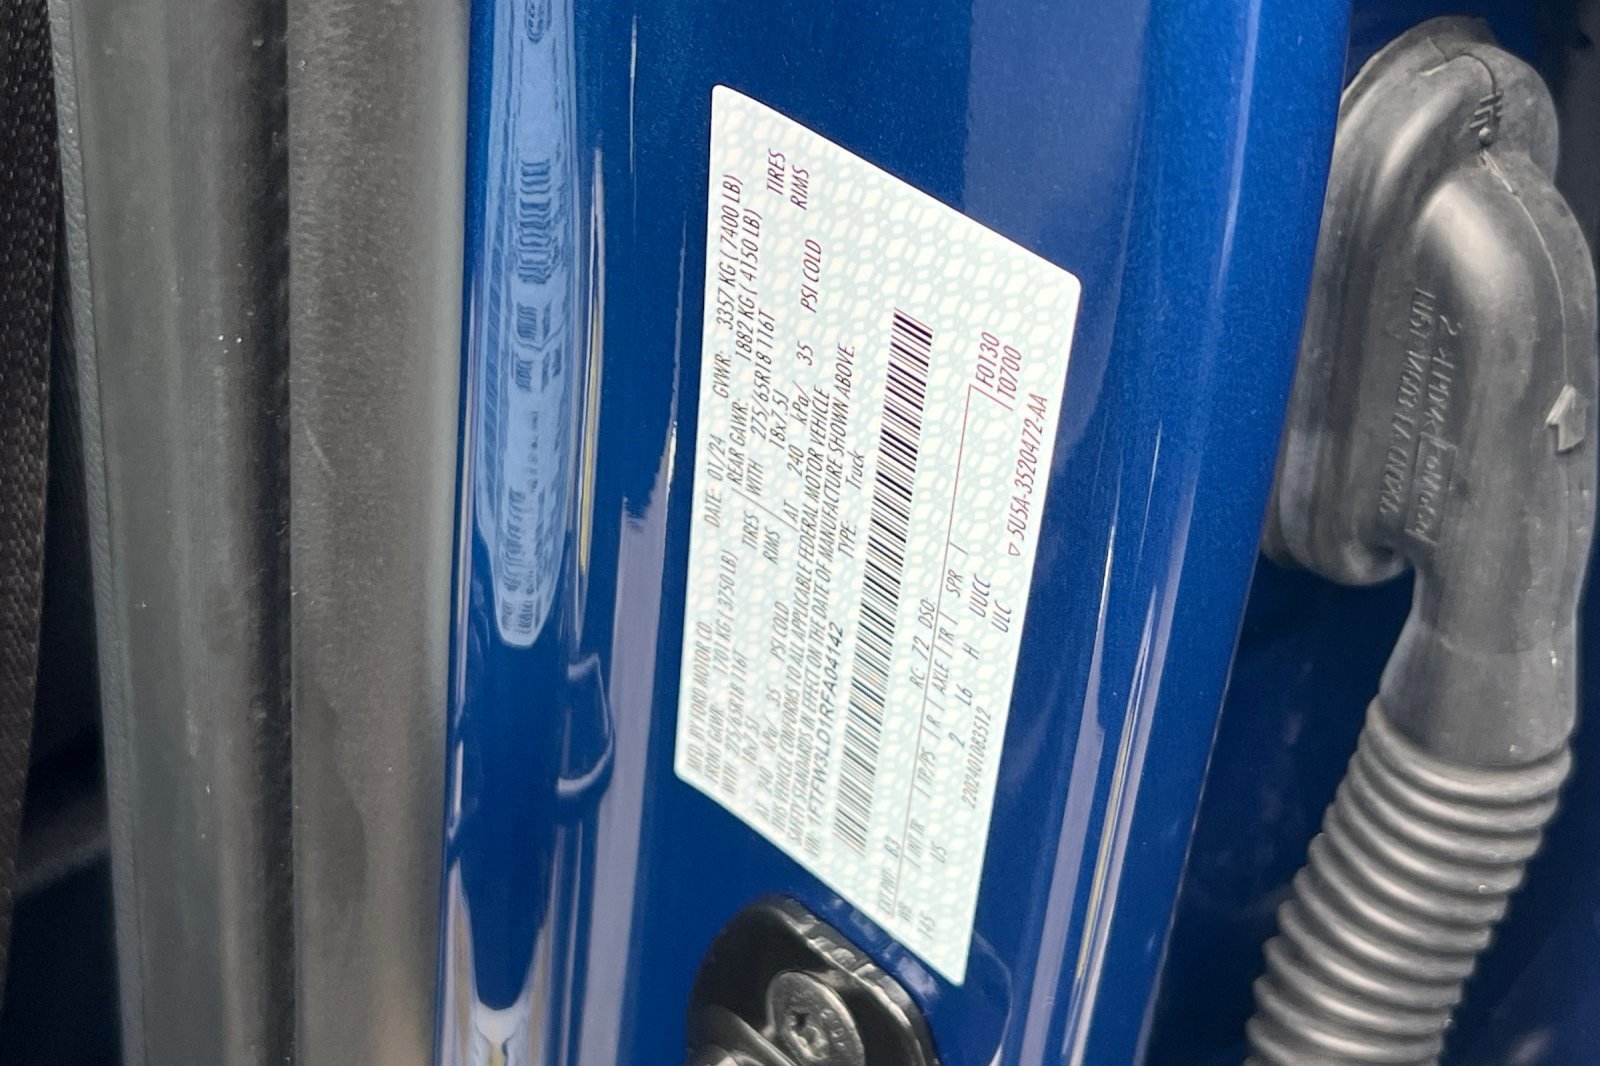 MFD. BY FORD MOTOR CO.
DATE: 01/24 GVWR: 3357 KG ( 7400 LB)
FRONT GAWR: 1701 KG ( 3750 LB) REAR GAWR: 1882 KG ( 4150 LB)
WITH 275/65R18 116T TIRES WITH 275/65R18 116T TIRES
18x7.5J RIMS 18x7.5J RIMS
AT 240 kPa/ 35 PSI COLD AT 240 kPa/ 35 PSI COLD
THIS VEHICLE CONFORMS TO ALL APPLICABLE FEDERAL MOTOR VEHICLE
SAFETY STANDARDS IN EFFECT ON THE DATE OF MANUFACTURE SHOWN ABOVE.
VIN: 1FTFW3LD1RFA04142 TYPE: Truck
EXT PNT: B3 RC: 72 DSO: F0130
WB | INT TR | TP/PS | R | AXLE | TR | SPR | T0700
145 US 2 L6 H UUCC
2202401083512 ULC
▽ 5U5A-3520472-AA